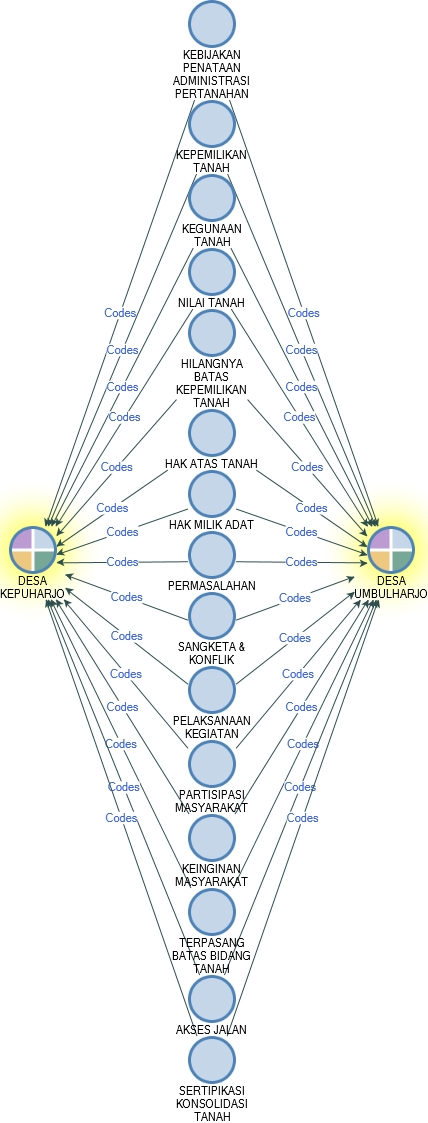 KEBIJAKAN
PENATAAN
ADMINISTRASI
PERTANAHAN
KEPEMILIKAN
TANAH
KEGUNAAN
TANAH
NILAI TANAH
Codes
Codes
HILANGNYA
BATAS
KEPEMILIKAN
TANAH
Codes
Codes
Codes
Codes
Codes
Codes
HAK ATAS TANAH
Codes
Codes
HAK MILIK ADAT
Codes
Codes
Codes
Codes
PERMASALAHAN
Codes
Codes
DESA
KEPUHARJO
DESA
UMBULHARJO
Codes
Codes
SANGKETA &
KONFLIK
Codes
Codes
PELAKSANAAN
KEGIATAN
Codes
Codes
PARTISIPASI
MASYARAKAT
Codes
Codes
Codes
Codes
KEINGINAN
MASYARAKAT
Codes
Codes
Codes
Codes
TERPASANG
BATAS BIDANG
TANAH
AKSES JALAN
SERTIPIKASI
KONSOLIDASI
TANAH